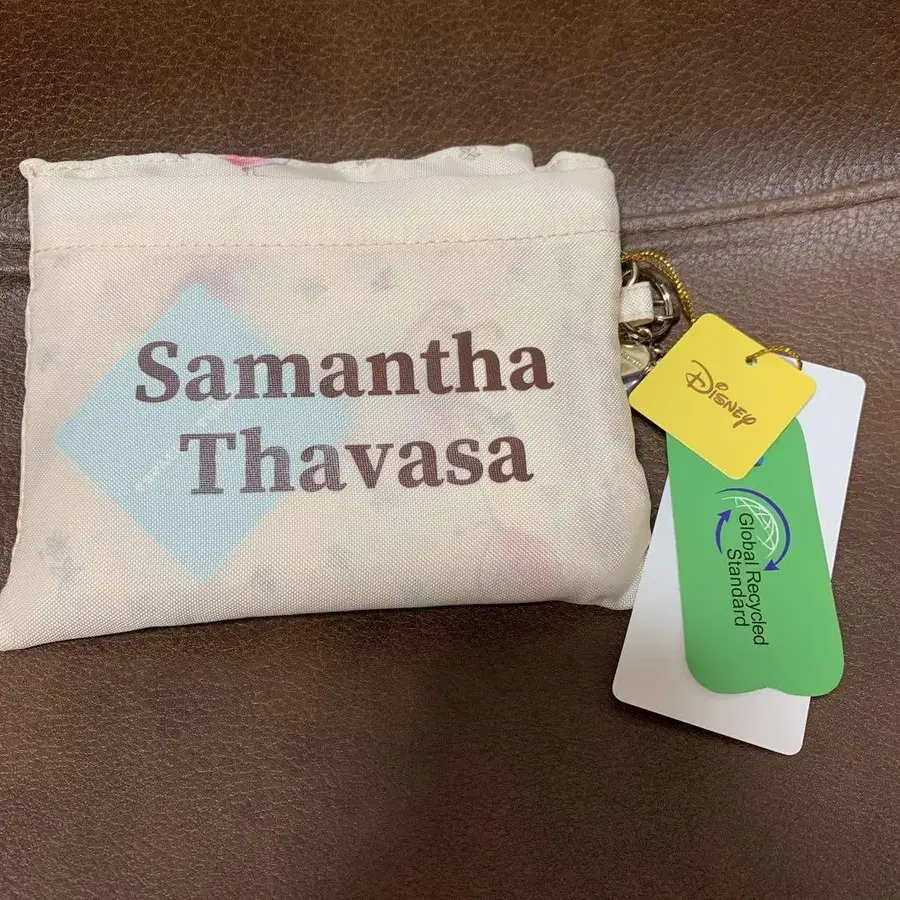 Samantha
Thavasa
Disney
Global Recycled
Standard